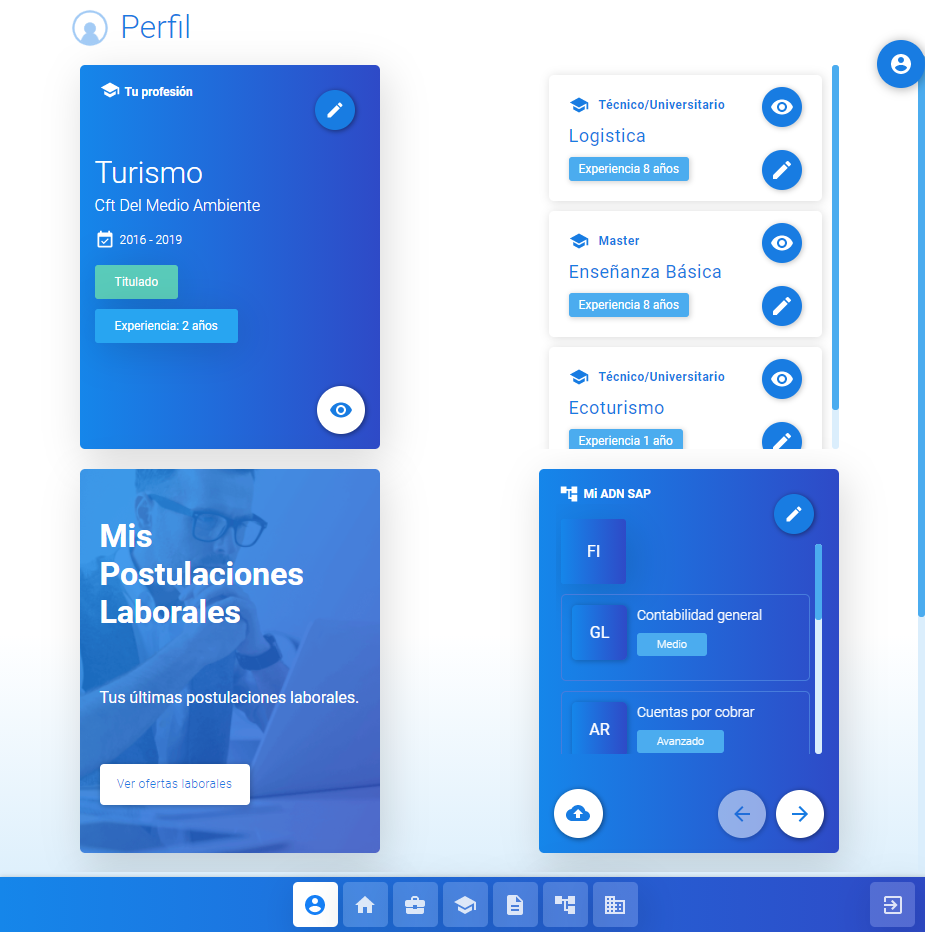 Perfil
Tu profesión
Turismo
Cft Del Medio Ambiente
2016 - 2019
Titulado
Experiencia: 2 años
Técnico/Universitario
Logistica
Experiencia 8 años
Master
Enseñanza Básica
Experiencia 8 años
Técnico/Universitario
Ecoturismo
Experiencia 1 año
Mis
Postulaciones
Laborales
Tus últimas postulaciones laborales.
Ver ofertas laborales
Mi ADN SAP
FI
GL
Contabilidad general
Medio
AR
Cuentas por cobrar
Avanzado